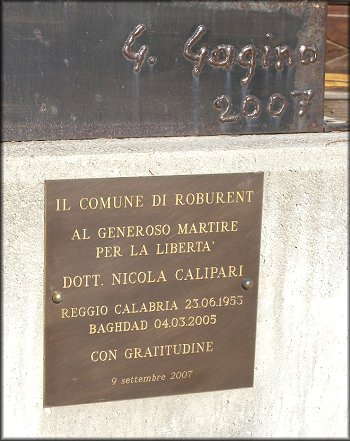 G. Gagino
2007
IL COMUNE DI ROBURENT
AL GENEROSO MARTIRE
PER LA LIBERTA'
DOTT. NICOLA CALIPARI
REGGIO CALABRIA 23.06.1953
BAGHDAD 04.03.2005
CON GRATITUDINE
9 settembre 2007